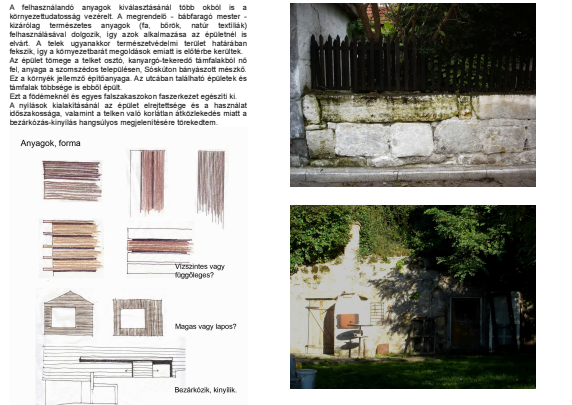 A felhasználandó anyagok kiválasztásánál több okból is a
környezettudatosság vezérelt. A megrendelő - bábfaragó mester -
kizárólag természetes anyagok (fa, bőrök, natúr textíliák)
felhasználásával dolgozik, így azok alkalmazása az épületnél is
elvárt. A telek ugyanakkor természetvédelmi terület határában
fekszik, így a környezetbarát megoldások emiatt is előtérbe kerültek.
Az épület tömege a telket osztó, kanyargó-tekeredő támfalakból nő
fel, anyaga a szomszédos településen, Sóskúton bányászott mészkő.
Ez a környék jellemző építőanyaga. Az utcában található épületek és
támfalak többsége is ebből épült.
Ezt a födémeknél és egyes falszakaszokon faszerkezet egészíti ki.
A nyílások kialakításánál az épület elrejtettsége és a használat
időszakossága, valamint a telken való korlátlan átközlekedés miatt a
bezárkózás-kinyílás hangsúlyos megjelenítésére törekedtem.
Anyagok, forma
Vízszintes vagy
függőleges?
Magas vagy lapos?
Bezárkózik, kinyílik.